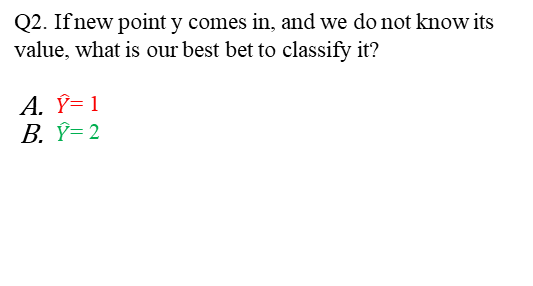 Q2. If new point y comes in, and we do not know its
value, what is our best bet to classify it?
A. Ŷ= 1
B. Ŷ= 2